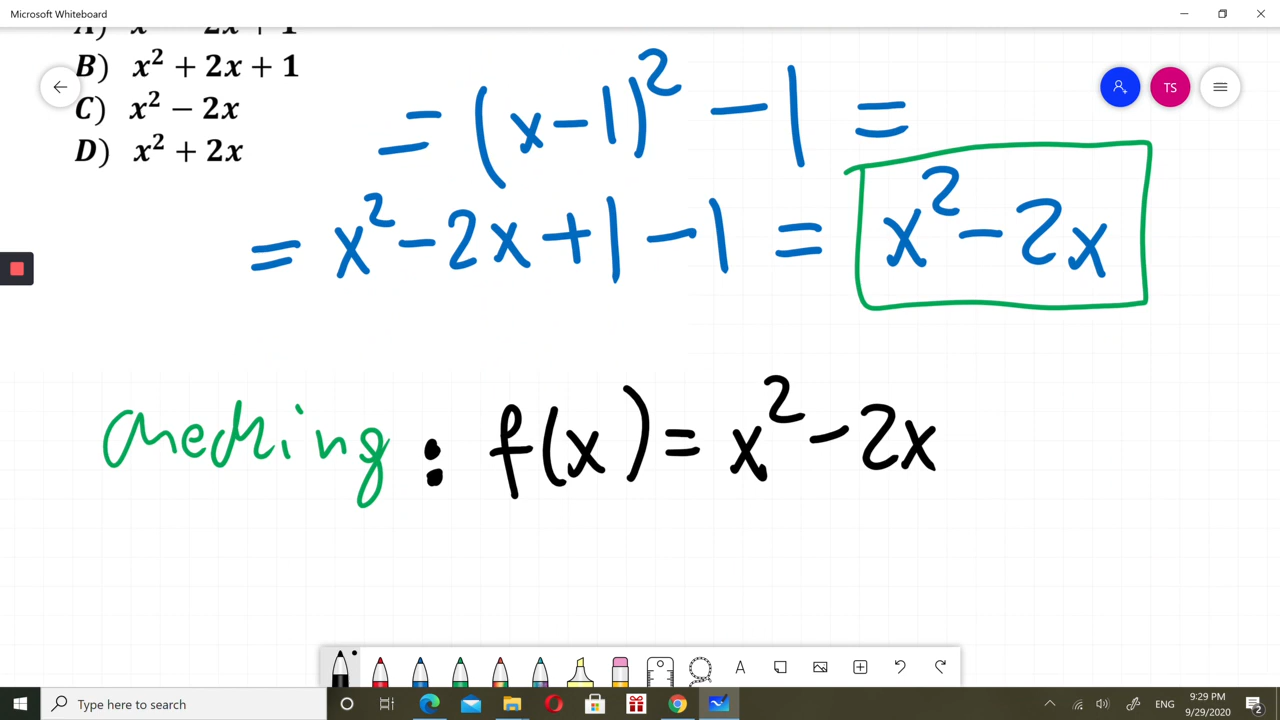 Microsoft Whiteboard
B) x² + 2x + 1
C) x² − 2x
D) x² + 2x
= (x−1)² −1 =
= x² − 2x + 1 − 1 = x² − 2x
checking : f(x) = x² − 2x
TS
A
Type here to search
ENG
9:29 PM
9/29/2020
2